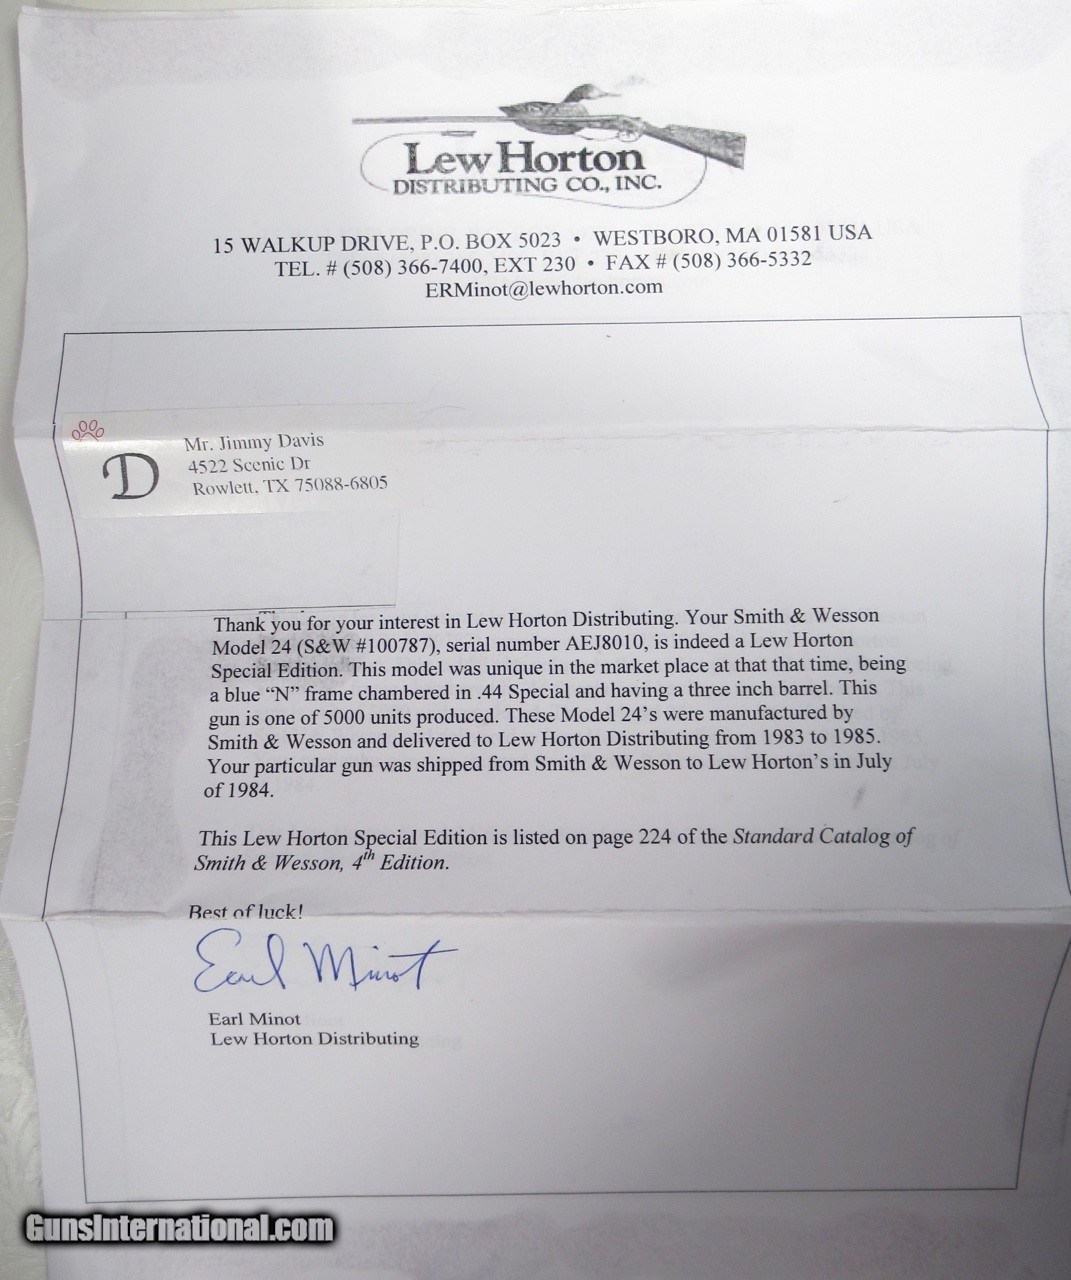 Lew Horton
DISTRIBUTING CO., INC.
15 WALKUP DRIVE, P.O. BOX 5023 • WESTBORO, MA 01581 USA
TEL. # (508) 366-7400, EXT 230 • FAX # (508) 366-5332
ERMinot@lewhorton.com
D
Mr. Jimmy Davis
4522 Scenic Dr
Rowlett, TX 75088-6805
Thank you for your interest in Lew Horton Distributing. Your Smith & Wesson
Model 24 (S&W #100787), serial number AEJ8010, is indeed a Lew Horton
Special Edition. This model was unique in the market place at that that time, being
a blue “N” frame chambered in .44 Special and having a three inch barrel. This
gun is one of 5000 units produced. These Model 24’s were manufactured by
Smith & Wesson and delivered to Lew Horton Distributing from 1983 to 1985.
Your particular gun was shipped from Smith & Wesson to Lew Horton’s in July
of 1984.
This Lew Horton Special Edition is listed on page 224 of the Standard Catalog of
Smith & Wesson, 4th Edition.
Best of luck!
Earl Minot
Earl Minot
Lew Horton Distributing
GunsInternational.com